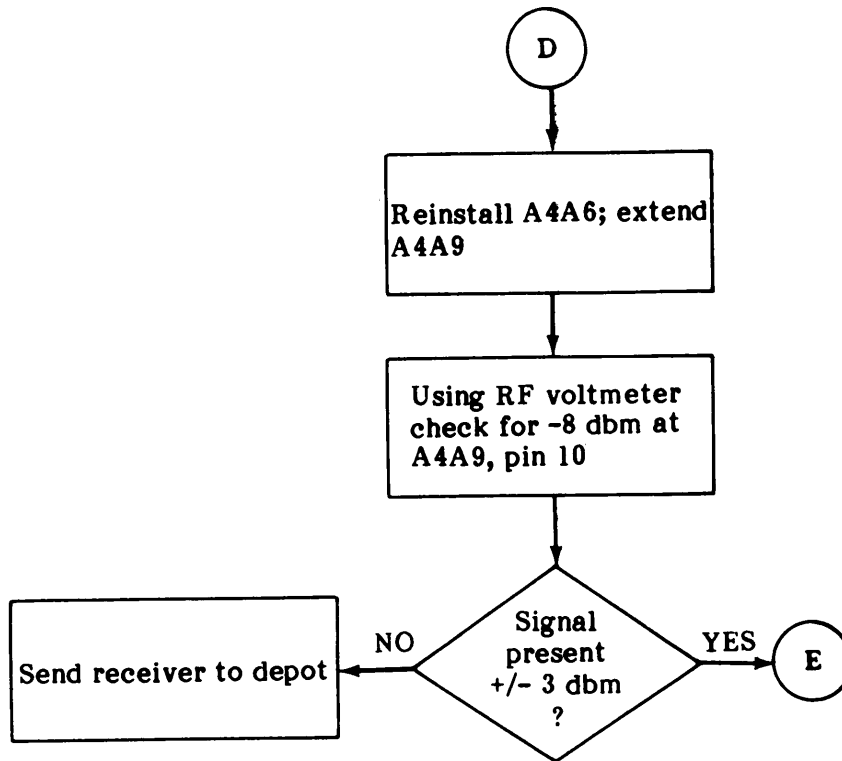 D
Reinstall A4A6; extend
A4A9
Using RF voltmeter
check for -8 dbm at
A4A9, pin 10
Signal
present
+/- 3 dbm
?
NO
YES
Send receiver to depot
E